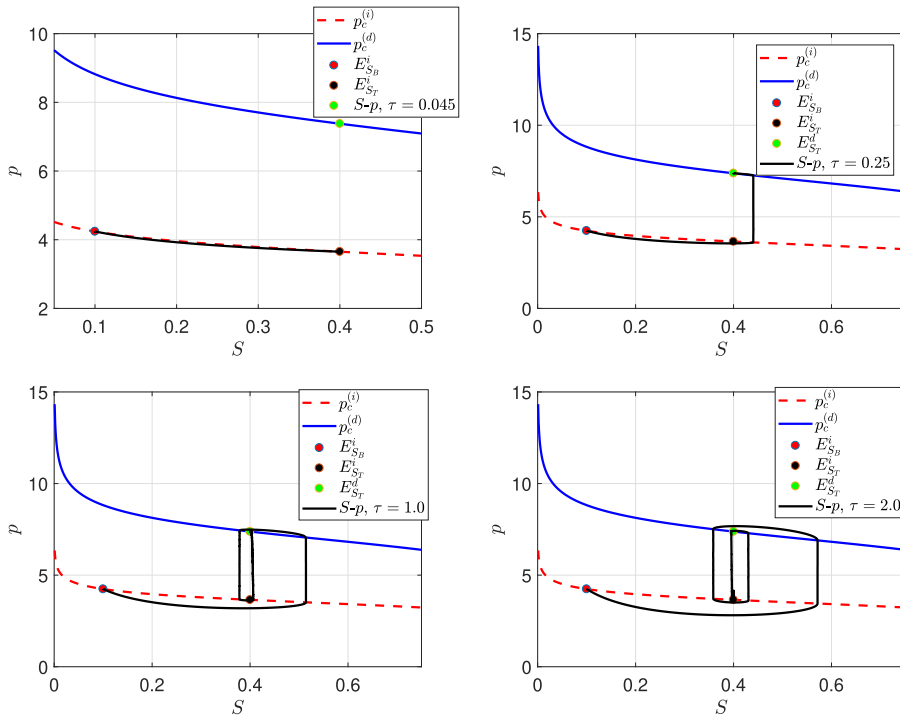 10
8
6
4
2
p
0.1
0.2
0.3
0.4
0.5
S
p_c^{(i)}
p_c^{(d)}
E^i_{S_B}
E^i_{S_T}
S-p, τ = 0.045
15
10
5
0
p
0
0.2
0.4
0.6
S
p_c^{(i)}
p_c^{(d)}
E^i_{S_B}
E^i_{S_T}
E^d_{S_T}
S-p, τ = 0.25
15
10
5
0
p
0
0.2
0.4
0.6
S
p_c^{(i)}
p_c^{(d)}
E^i_{S_B}
E^i_{S_T}
E^d_{S_T}
S-p, τ = 1.0
15
10
5
0
p
0
0.2
0.4
0.6
S
p_c^{(i)}
p_c^{(d)}
E^i_{S_B}
E^i_{S_T}
E^d_{S_T}
S-p, τ = 2.0